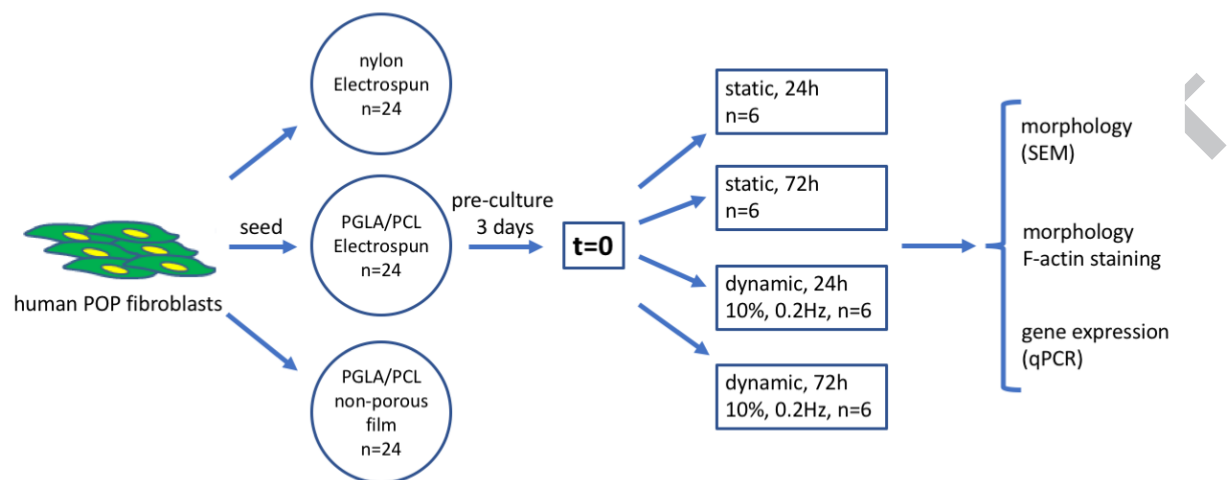 human POP fibroblasts
seed
nylon
Electrospun
n=24
PGLA/PCL
Electrospun
n=24
PGLA/PCL
non-porous
film
n=24
pre-culture
3 days
t=0
static, 24h
n=6
static, 72h
n=6
dynamic, 24h
10%, 0.2Hz, n=6
dynamic, 72h
10%, 0.2Hz, n=6
morphology
(SEM)
morphology
F-actin staining
gene expression
(qPCR)